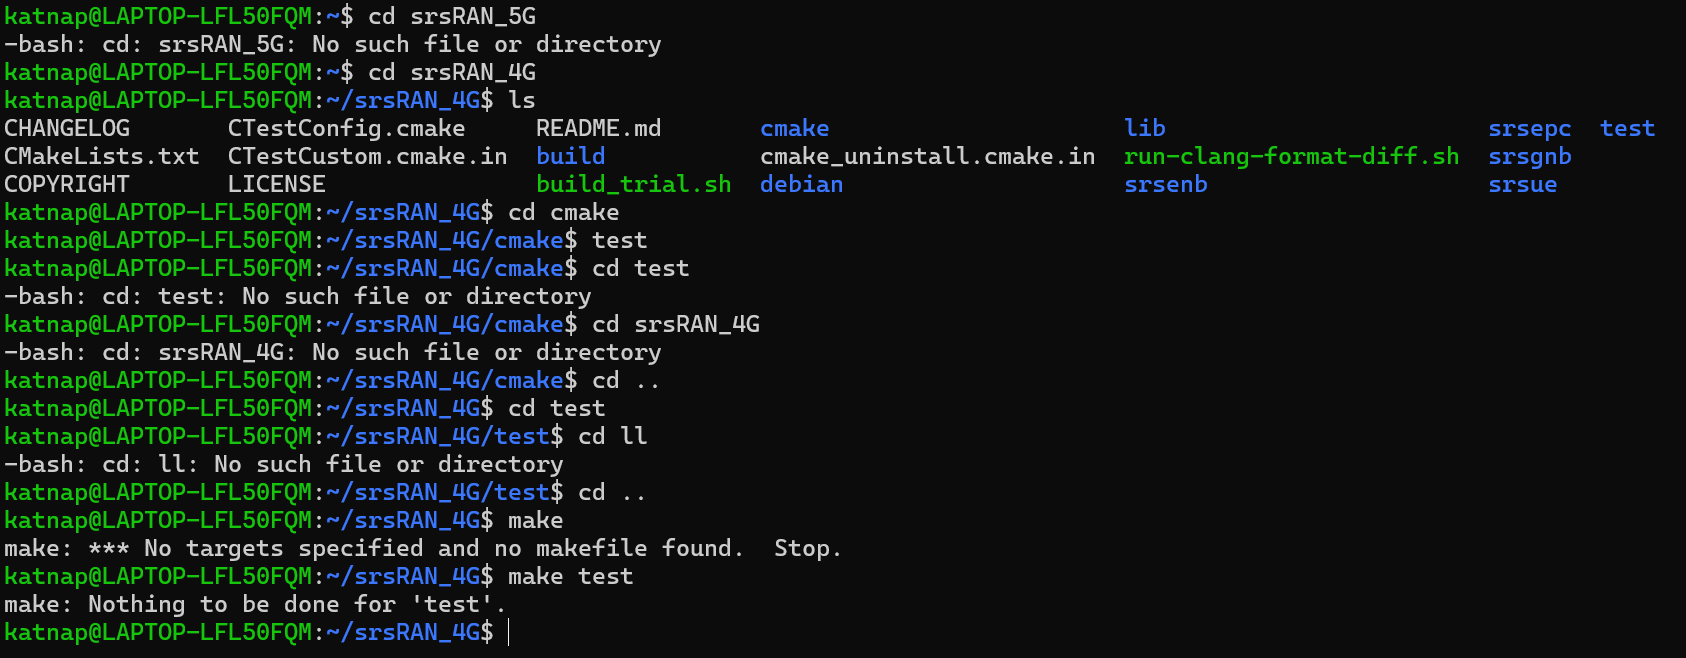 katnap@LAPTOP-LFL50FQM:~$ cd srsRAN_5G
-bash: cd: srsRAN_5G: No such file or directory
katnap@LAPTOP-LFL50FQM:~$ cd srsRAN_4G
katnap@LAPTOP-LFL50FQM:~/srsRAN_4G$ ls
CHANGELOG       CTestConfig.cmake     README.md       cmake                     lib                       srsepc  test
CMakeLists.txt  CTestCustom.cmake.in  build           cmake_uninstall.cmake.in  run-clang-format-diff.sh  srsgnb
COPYRIGHT       LICENSE               build_trial.sh  debian                    srsenb                    srsue
katnap@LAPTOP-LFL50FQM:~/srsRAN_4G$ cd cmake
katnap@LAPTOP-LFL50FQM:~/srsRAN_4G/cmake$ test
katnap@LAPTOP-LFL50FQM:~/srsRAN_4G/cmake$ cd test
-bash: cd: test: No such file or directory
katnap@LAPTOP-LFL50FQM:~/srsRAN_4G/cmake$ cd srsRAN_4G
-bash: cd: srsRAN_4G: No such file or directory
katnap@LAPTOP-LFL50FQM:~/srsRAN_4G/cmake$ cd ..
katnap@LAPTOP-LFL50FQM:~/srsRAN_4G$ cd test
katnap@LAPTOP-LFL50FQM:~/srsRAN_4G/test$ cd ll
-bash: cd: ll: No such file or directory
katnap@LAPTOP-LFL50FQM:~/srsRAN_4G/test$ cd ..
katnap@LAPTOP-LFL50FQM:~/srsRAN_4G$ make
make: *** No targets specified and no makefile found.  Stop.
katnap@LAPTOP-LFL50FQM:~/srsRAN_4G$ make test
make: Nothing to be done for 'test'.
katnap@LAPTOP-LFL50FQM:~/srsRAN_4G$